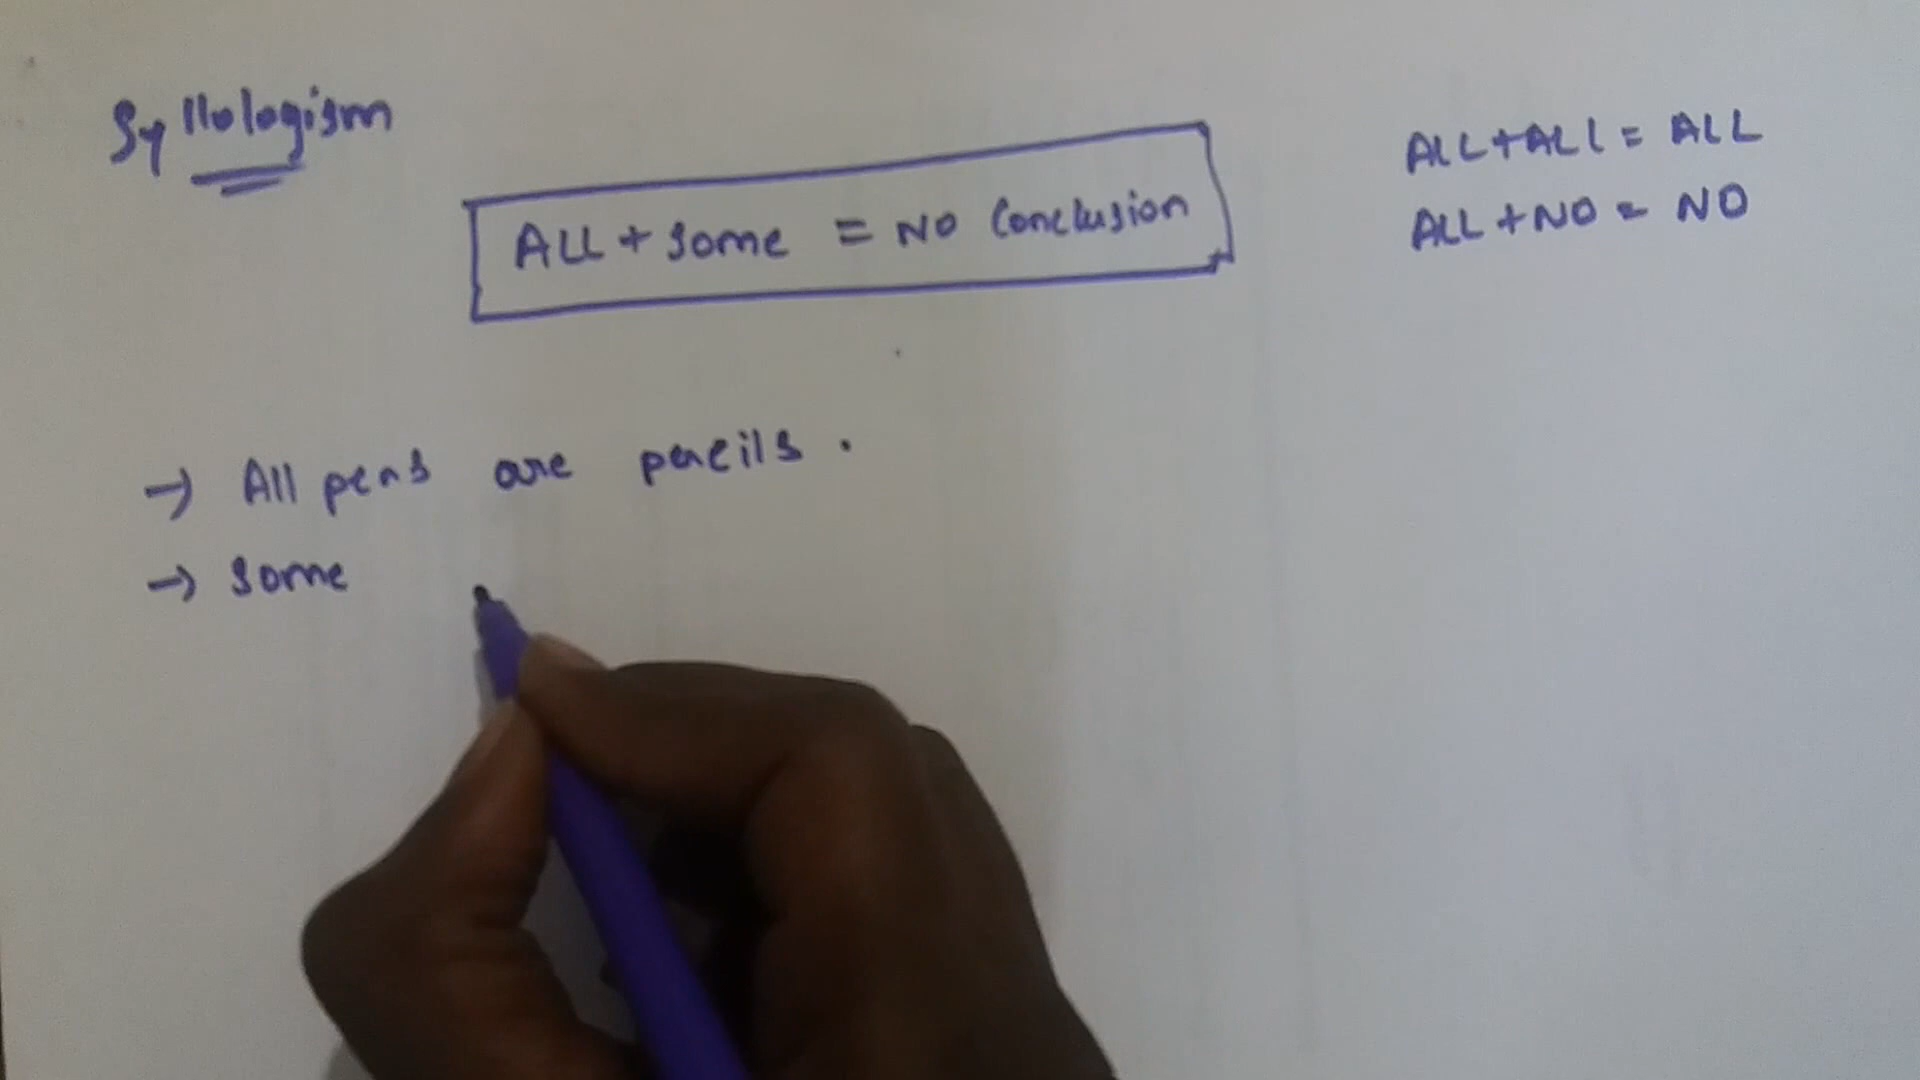 Syllologism
ALL + Some = NO Conclusion
ALL + ALL = ALL
ALL + NO = NO
→ All pens are pencils.
→ Some